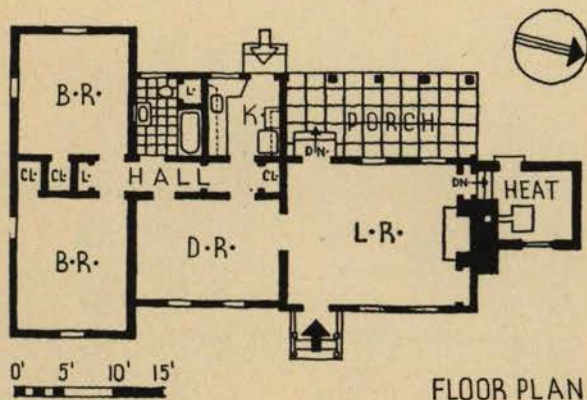 B·R·
L·
K·
PORCH
DN·
CL· CL· L· HALL CL·
DN· HEAT
B·R· D·R· L·R·
0' 5' 10' 15'
FLOOR PLAN